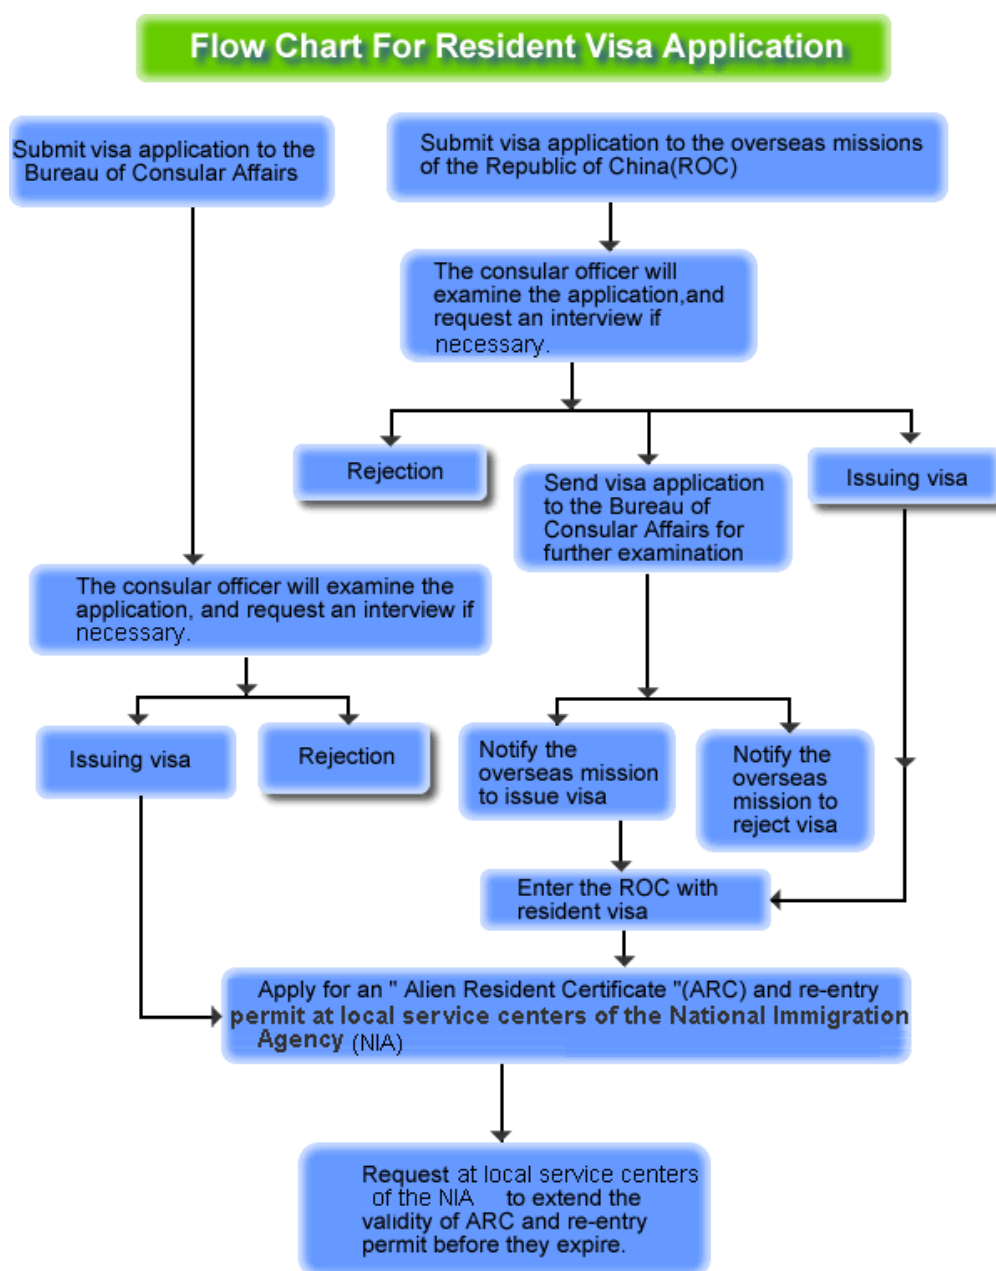 Flow Chart For Resident Visa Application
Submit visa application to the
Bureau of Consular Affairs
Submit visa application to the overseas missions
of the Republic of China(ROC)
The consular officer will
examine the application,and
request an interview if
necessary.
Rejection
Send visa application
to the Bureau of
Consular Affairs for
further examination
Issuing visa
The consular officer will examine the
application, and request an interview if
necessary.
Issuing visa
Rejection
Notify the
overseas mission
to issue visa
Notify the
overseas
mission to
reject visa
Enter the ROC with
resident visa
Apply for an " Alien Resident Certificate "(ARC) and re-entry
permit at local service centers of the National Immigration
Agency (NIA)
Request at local service centers
of the NIA to extend the
validity of ARC and re-entry
permit before they expire.